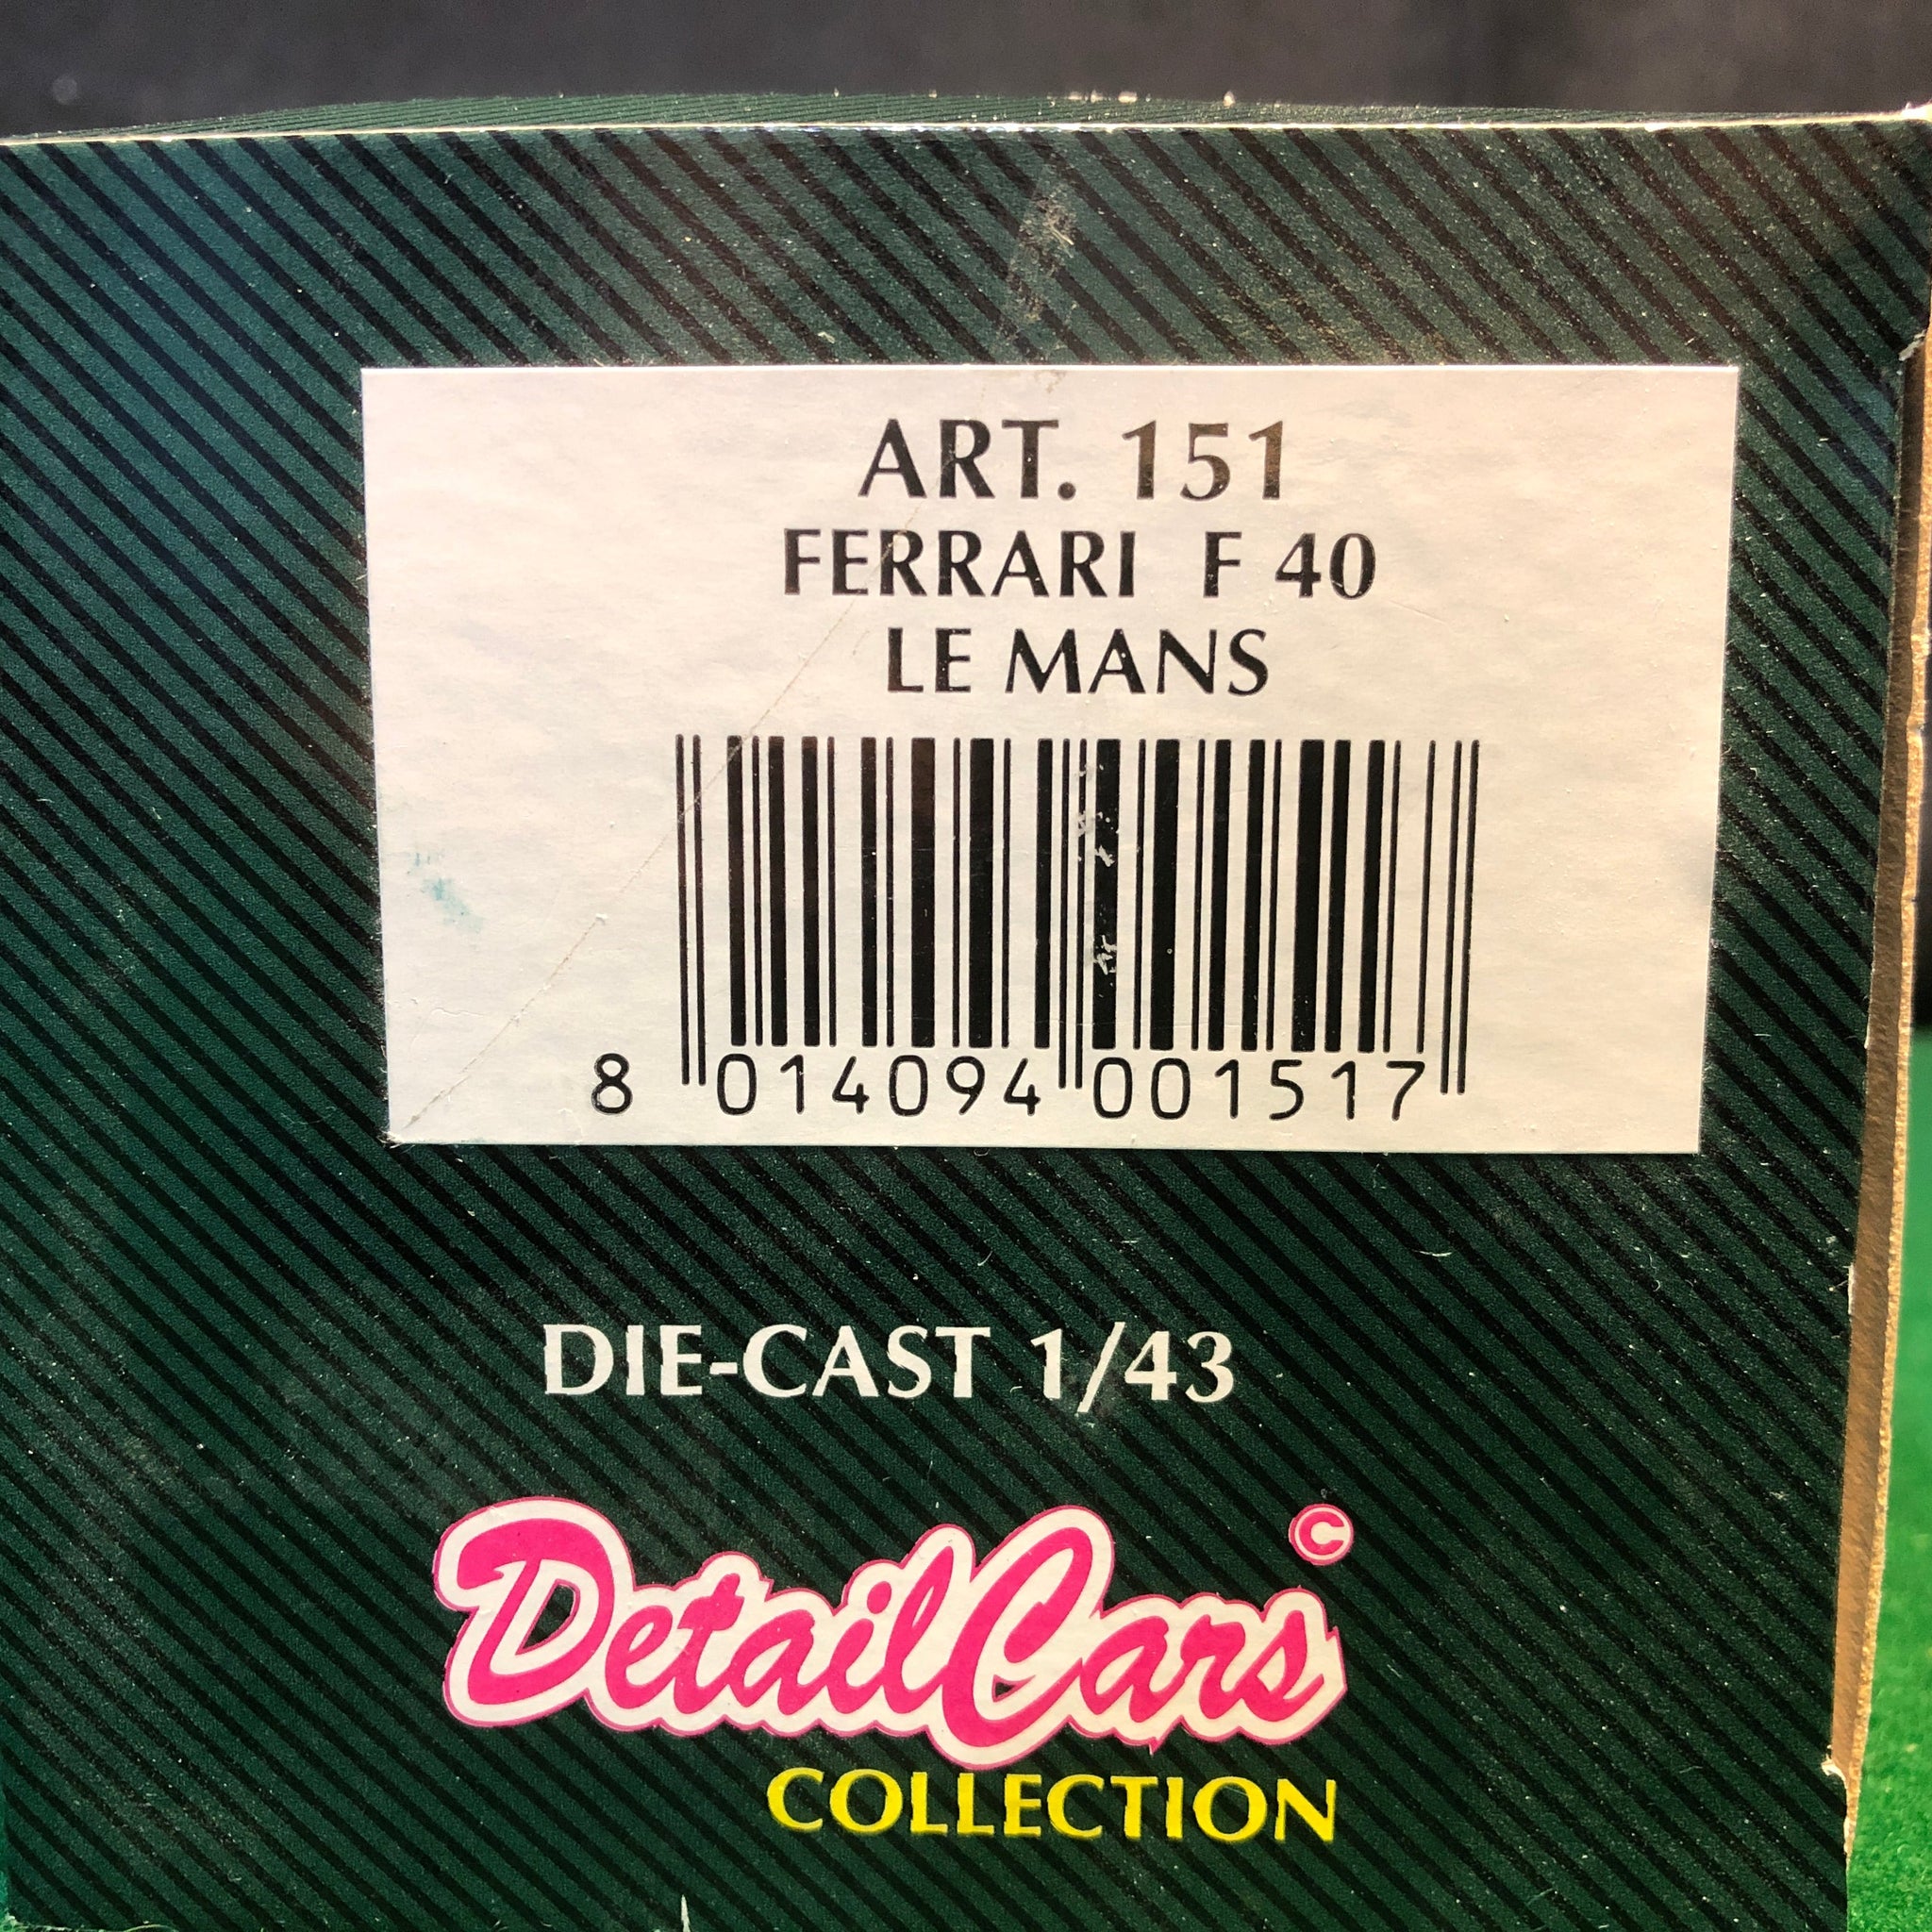 ART. 151
FERRARI F 40
LE MANS
8 014094 001517
DIE-CAST 1/43
DetailCars ©
COLLECTION